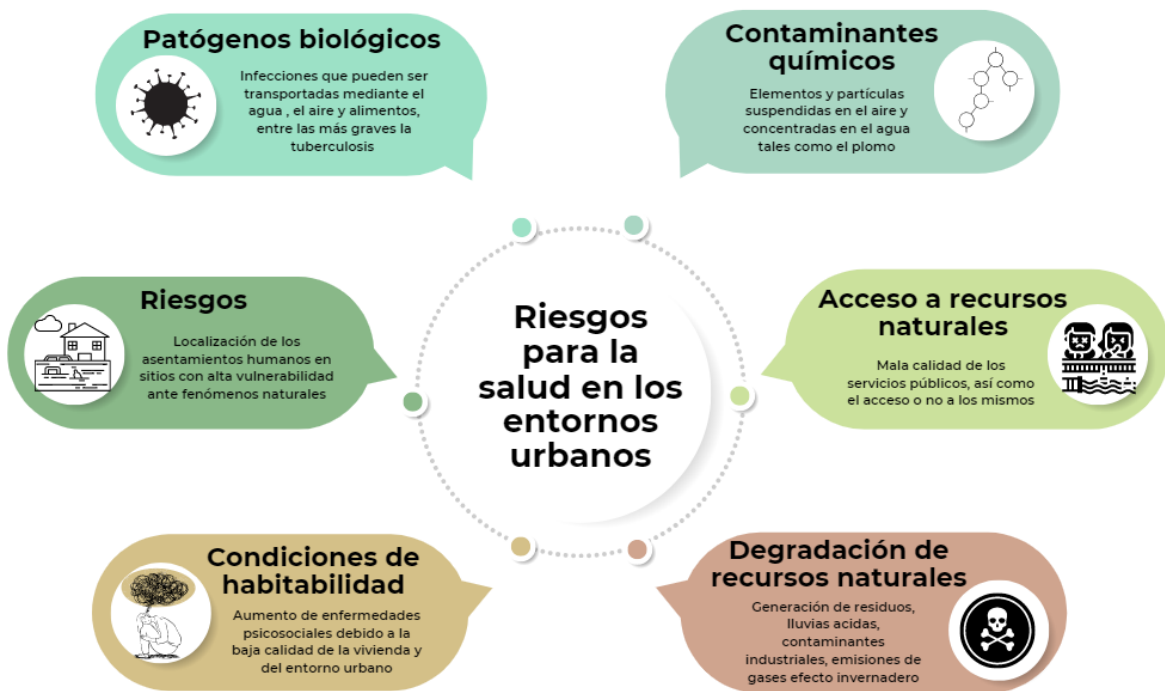 Patógenos biológicos
Infecciones que pueden ser
transportadas mediante el
agua , el aire y alimentos,
entre las más graves la
tuberculosis
Contaminantes
químicos
Elementos y partículas
suspendidas en el aire y
concentradas en el agua
tales como el plomo
Riesgos
Localización de los
asentamientos humanos en
sitios con alta vulnerabilidad
ante fenómenos naturales
Riesgos
para la
salud en los
entornos
urbanos
Acceso a recursos
naturales
Mala calidad de los
servicios públicos, así como
el acceso o no a los mismos
Condiciones de
habitabilidad
Aumento de enfermedades
psicosociales debido a la
baja calidad de la vivienda y
del entorno urbano
Degradación de
recursos naturales
Generación de residuos,
lluvias acidas,
contaminantes
industriales, emisiones de
gases efecto invernadero